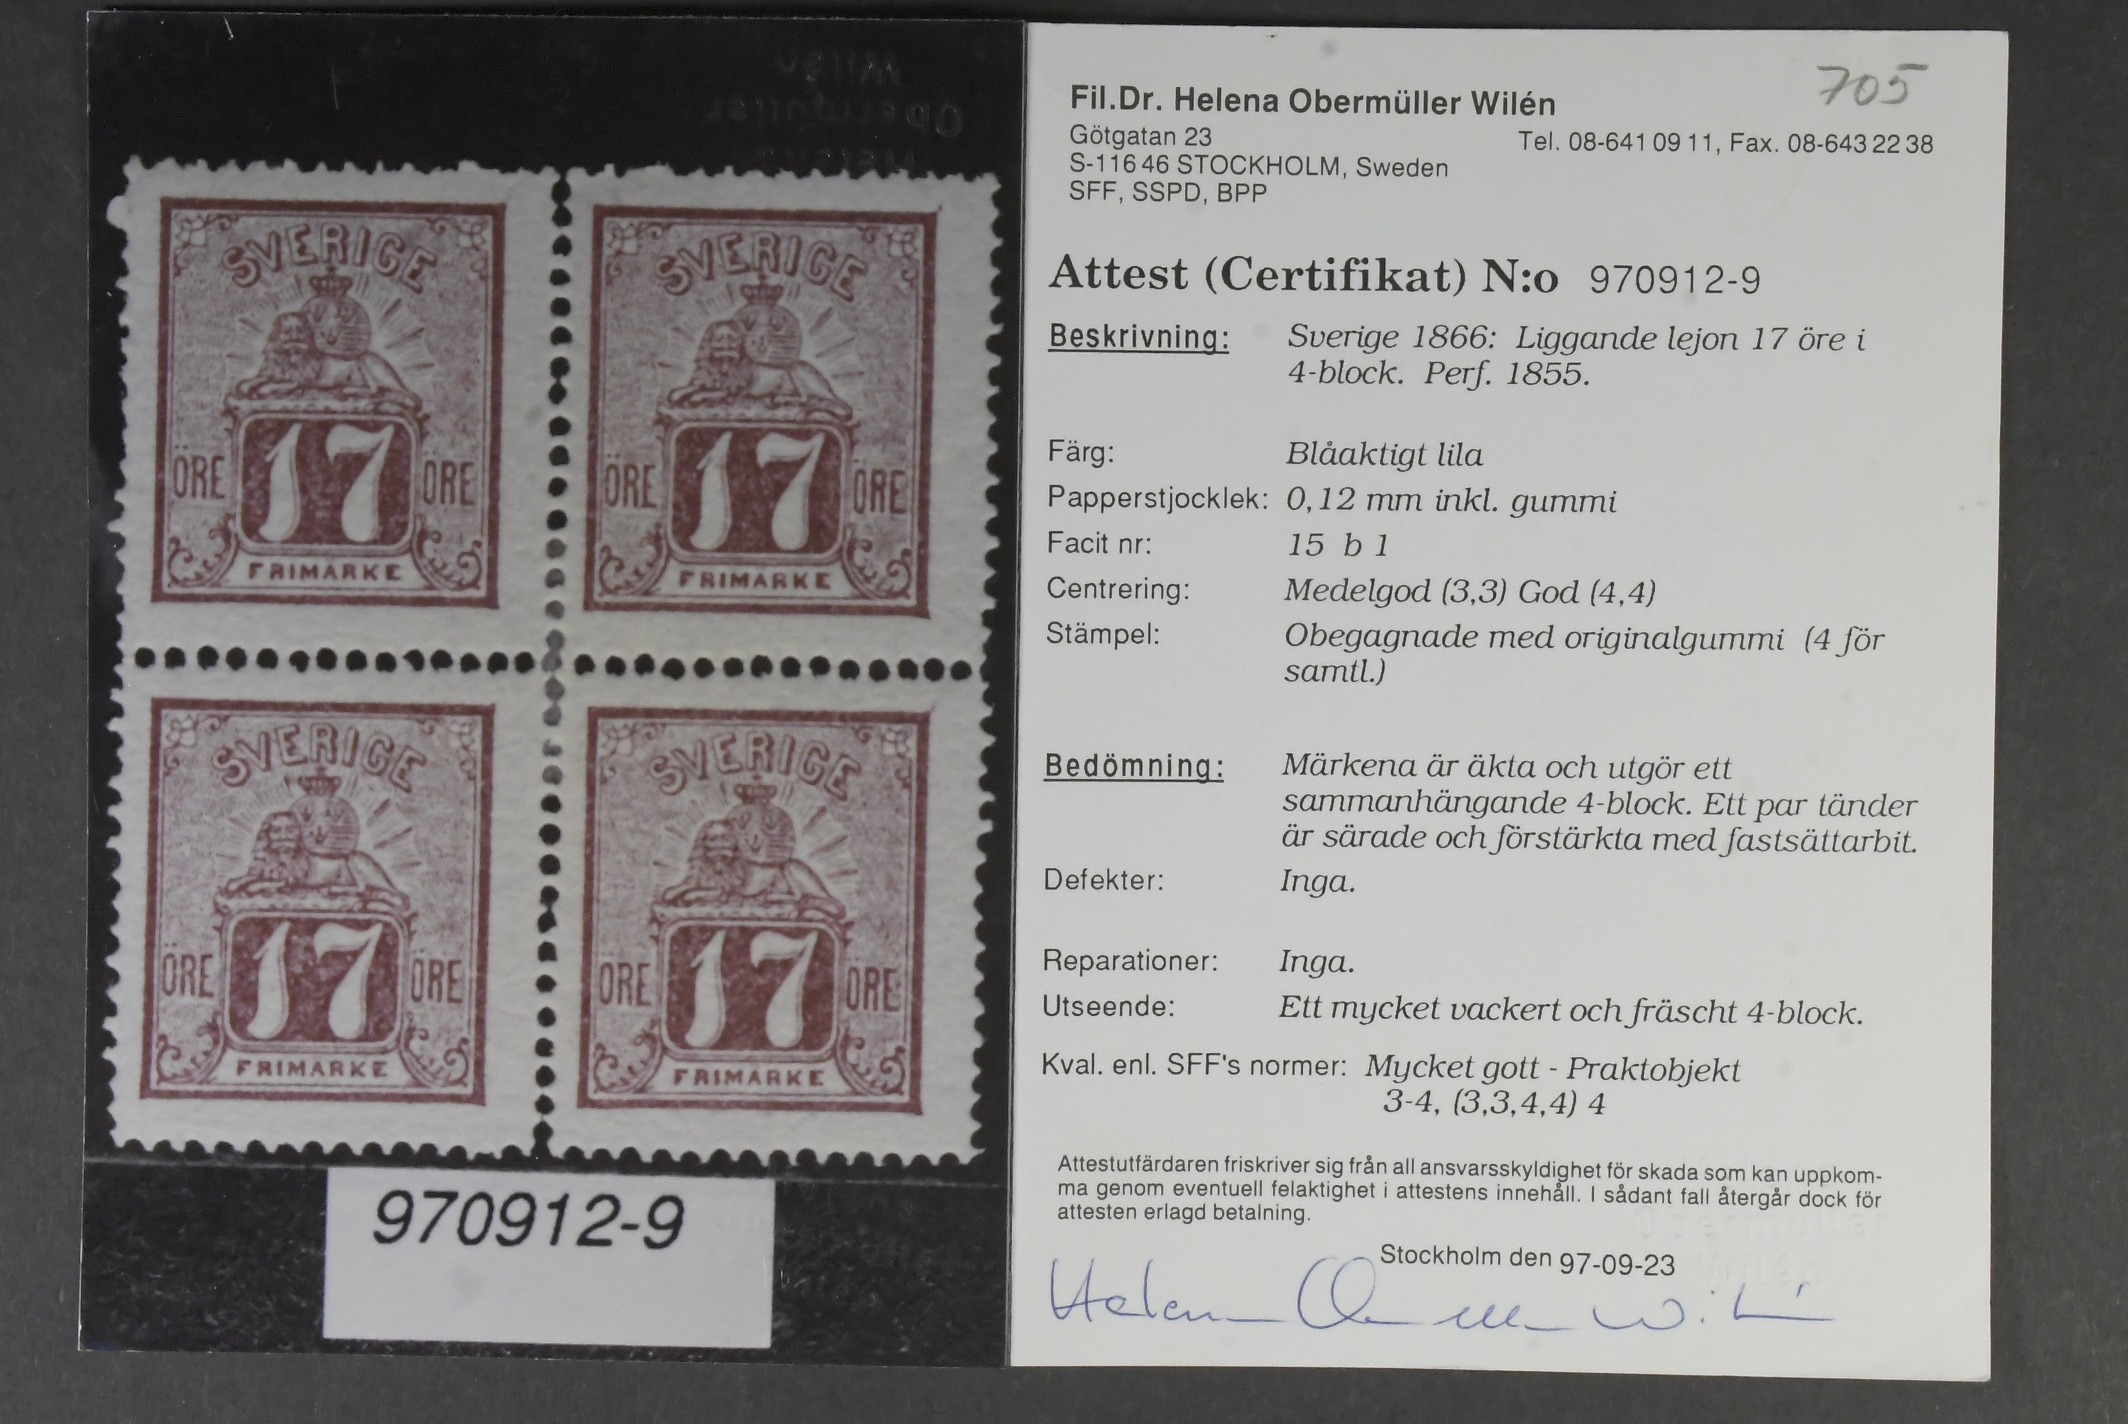 SVERIGE
ÖRE 17 ÖRE
FRIMÄRKE
SVERIGE
ÖRE 17 ÖRE
FRIMÄRKE
SVERIGE
ÖRE 17 ÖRE
FRIMÄRKE
SVERIGE
ÖRE 17 ÖRE
FRIMÄRKE
970912-9
705
Fil.Dr. Helena Obermüller Wilén
Götgatan 23
Tel. 08-641 09 11, Fax. 08-643 22 38
S-116 46 STOCKHOLM, Sweden
SFF, SSPD, BPP
Attest (Certifikat) N:o 970912-9
Beskrivning: Sverige 1866: Liggande lejon 17 öre i
4-block. Perf. 1855.
Färg: Blåaktigt lila
Papperstjocklek: 0,12 mm inkl. gummi
Facit nr: 15 b 1
Centrering: Medelgod (3,3) God (4,4)
Stämpel: Obegagnade med originalgummi (4 för
samtl.)
Bedömning: Märkena är äkta och utgör ett
sammanhängande 4-block. Ett par tänder
är särade och förstärkta med fastsättarbit.
Defekter: Inga.
Reparationer: Inga.
Utseende: Ett mycket vackert och fräscht 4-block.
Kval. enl. SFF's normer: Mycket gott - Praktobjekt
3-4, (3,3,4,4) 4
Attestutfärdaren friskriver sig från all ansvarsskyldighet för skada som kan uppkom-
ma genom eventuell felaktighet i attestens innehåll. I sådant fall återgår dock för
attesten erlagd betalning.
Stockholm den 97-09-23
Helena Obermüller Wilén